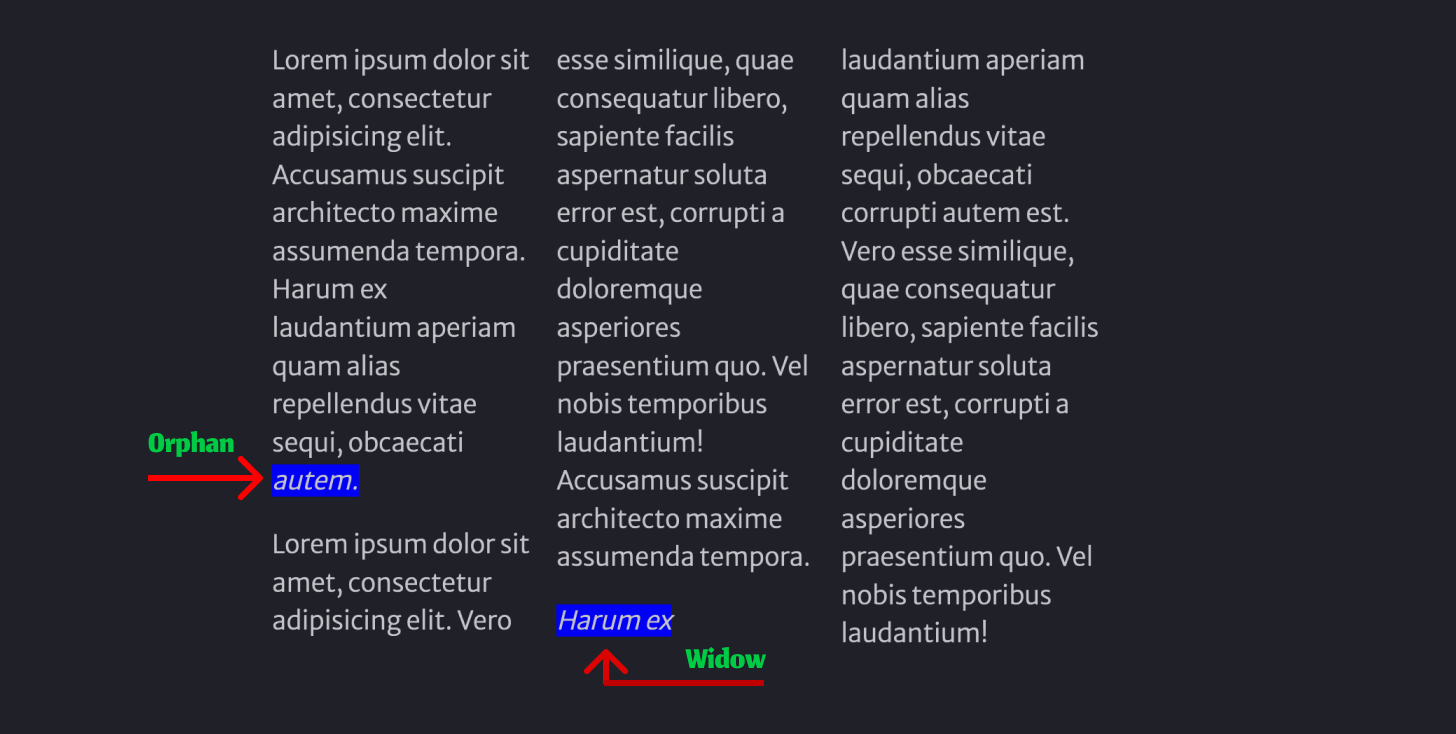 Lorem ipsum dolor sit
amet, consectetur
adipisicing elit.
Accusamus suscipit
architecto maxime
assumenda tempora.
Harum ex
laudantium aperiam
quam alias
repellendus vitae
sequi, obcaecati
Orphan
autem.
Lorem ipsum dolor sit
amet, consectetur
adipisicing elit. Vero
esse similique, quae
consequatur libero,
sapiente facilis
aspernatur soluta
error est, corrupti a
cupiditate
doloremque
asperiores
praesentium quo. Vel
nobis temporibus
laudantium!
Accusamus suscipit
architecto maxime
assumenda tempora.
Harum ex
Widow
laudantium aperiam
quam alias
repellendus vitae
sequi, obcaecati
corrupti autem est.
Vero esse similique,
quae consequatur
libero, sapiente facilis
aspernatur soluta
error est, corrupti a
cupiditate
doloremque
asperiores
praesentium quo. Vel
nobis temporibus
laudantium!